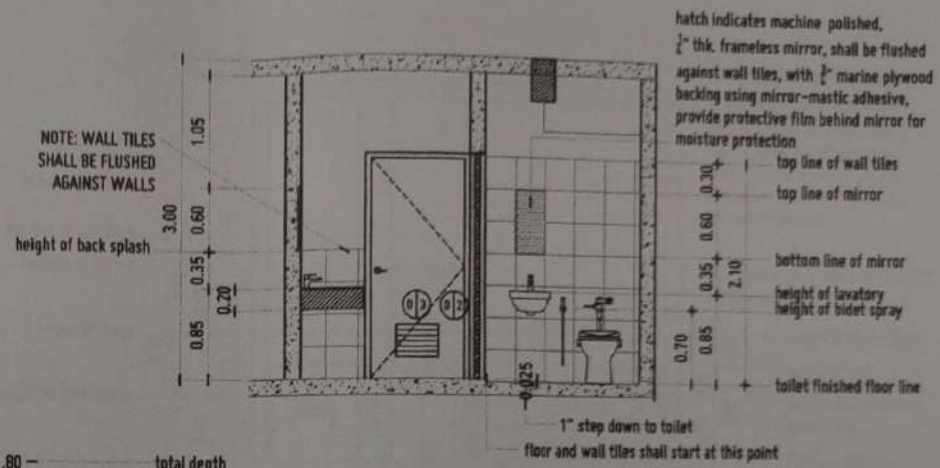 hatch indicates machine polished,
1/4" thk. frameless mirror, shall be flushed
against wall tiles, with 3/4" marine plywood
backing using mirror-mastic adhesive,
provide protective film behind mirror for
moisture protection
NOTE: WALL TILES
SHALL BE FLUSHED
AGAINST WALLS
height of back splash
3.00
1.05
0.60
0.35
0.20
0.85
0 3
0 2
top line of wall tiles
top line of mirror
bottom line of mirror
height of lavatory
height of bidet spray
toilet finished floor line
0.30
0.60
0.35
2.10
0.70
0.85
.025
1" step down to toilet
floor and wall tiles shall start at this point
.80
total depth